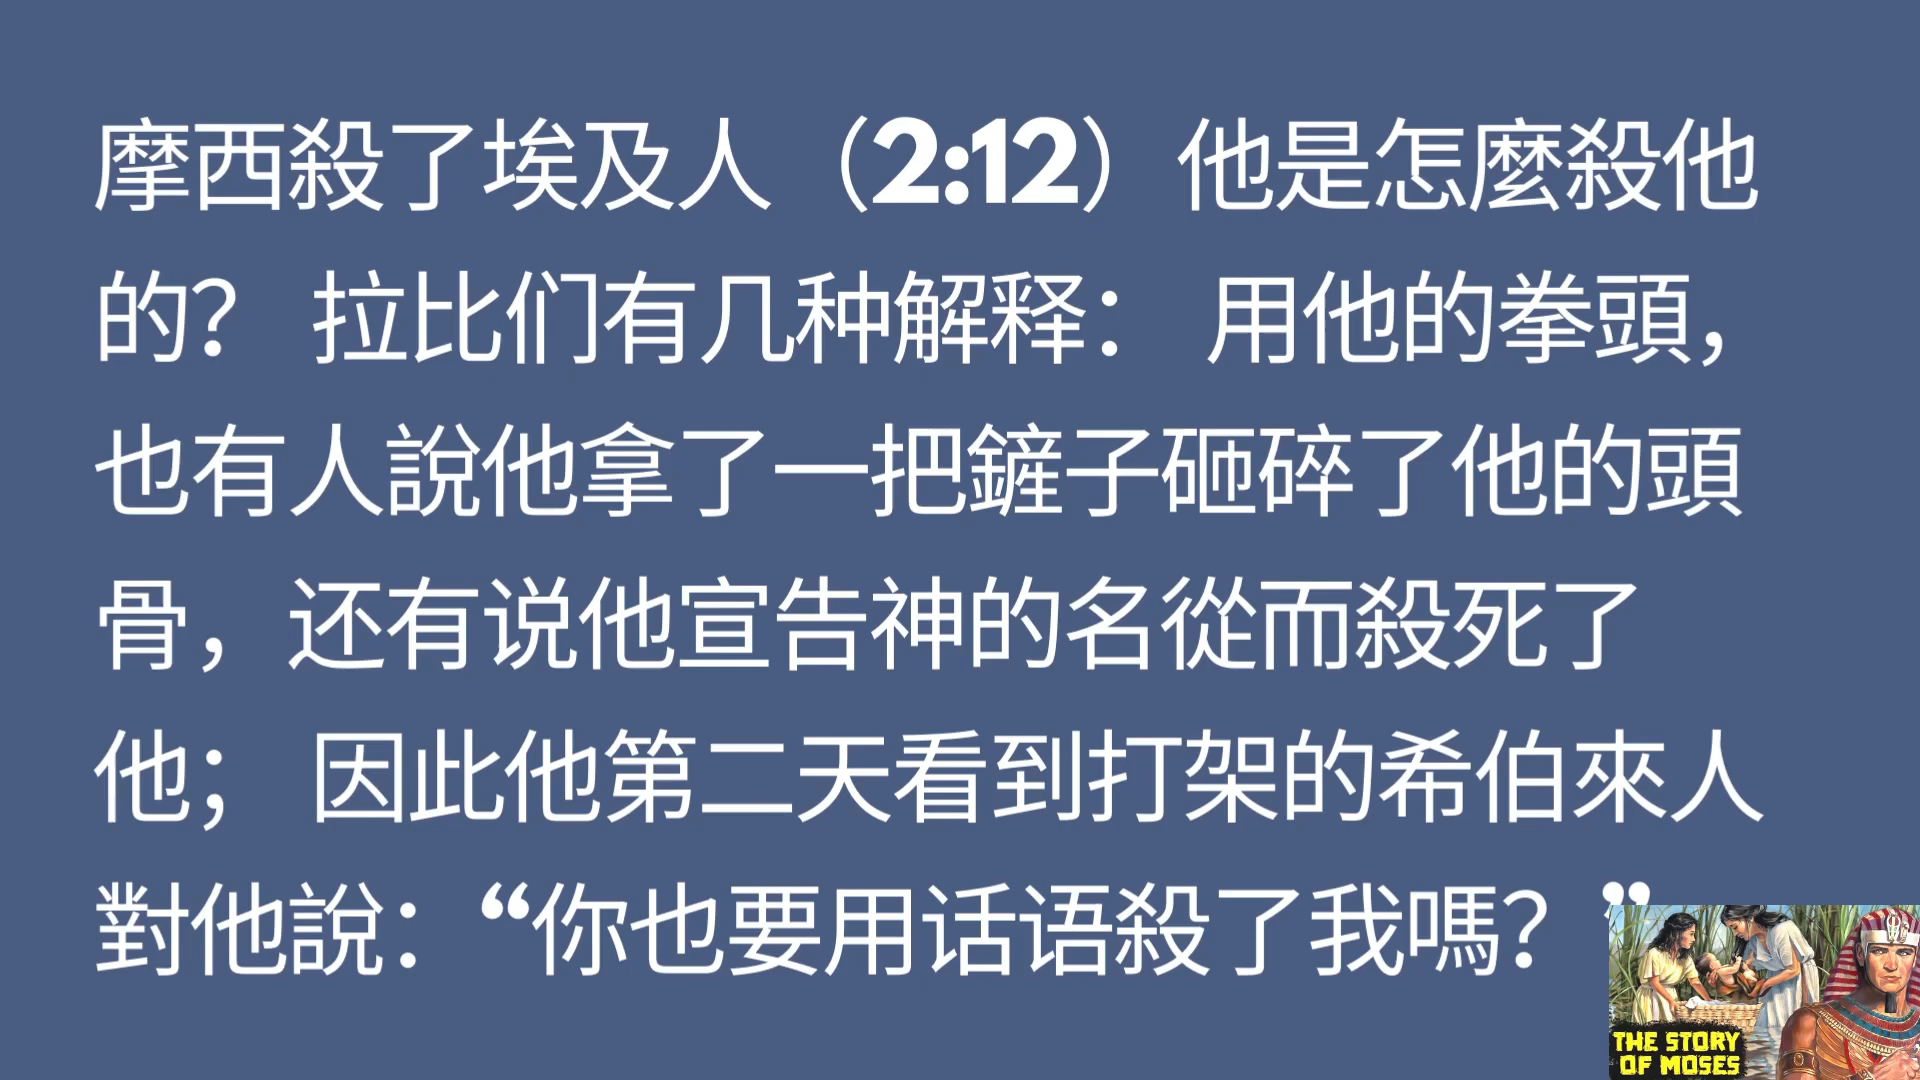 摩西殺了埃及人（2:12）他是怎麼殺他
的？ 拉比们有几种解释： 用他的拳頭，
也有人說他拿了一把鏟子砸碎了他的頭
骨，还有说他宣告神的名從而殺死了
他； 因此他第二天看到打架的希伯來人
對他說：“你也要用话语殺了我嗎？”
THE STORY
OF MOSES